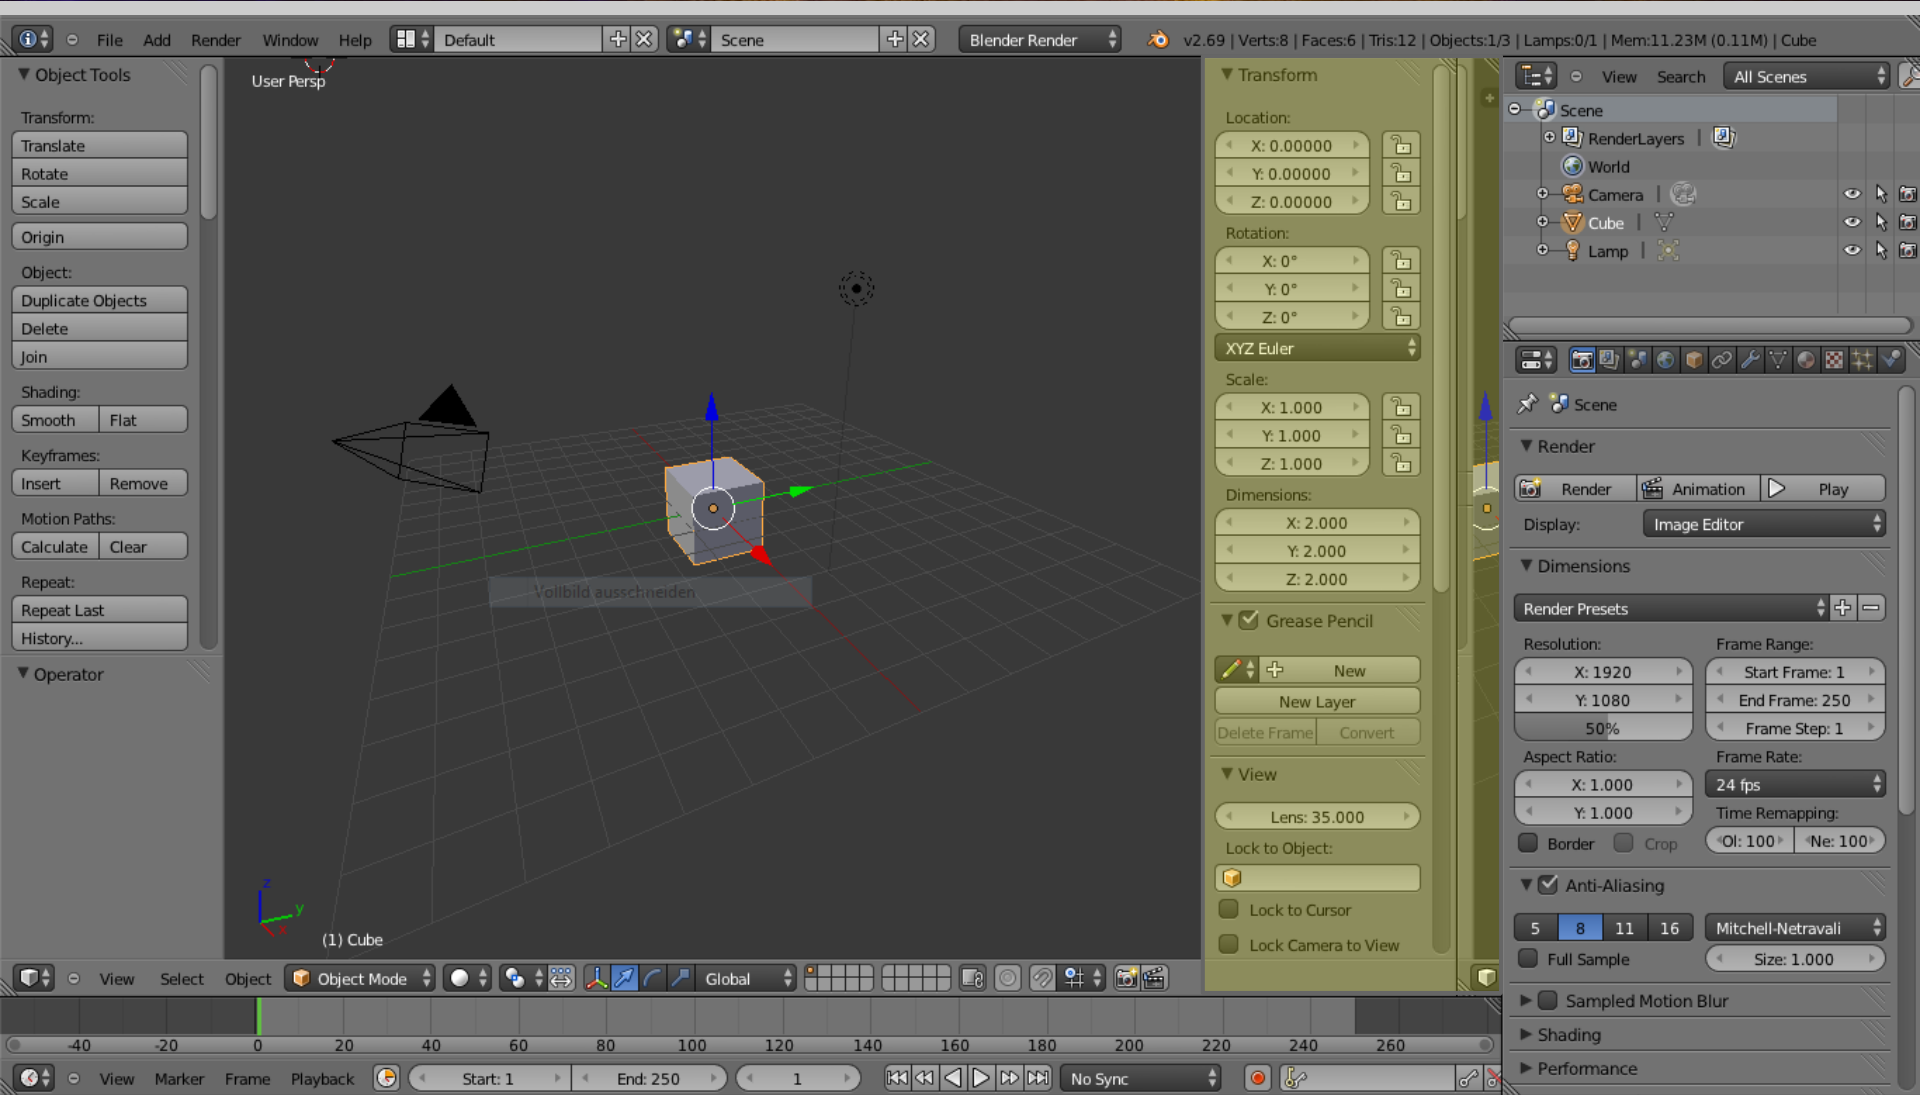 File Add Render Window Help Default Scene Blender Render v2.69 | Verts:8 | Faces:6 | Tris:12 | Objects:1/3 | Lamps:0/1 | Mem:11.23M (0.11M) | Cube
Object Tools
Transform:
Translate
Rotate
Scale
Origin
Object:
Duplicate Objects
Delete
Join
Shading:
Smooth Flat
Keyframes:
Insert Remove
Motion Paths:
Calculate Clear
Repeat:
Repeat Last
History...
Operator
User Persp
Vollbild ausschneiden
z
y
x
(1) Cube
Transform
Location:
X: 0.00000
Y: 0.00000
Z: 0.00000
Rotation:
X: 0°
Y: 0°
Z: 0°
XYZ Euler
Scale:
X: 1.000
Y: 1.000
Z: 1.000
Dimensions:
X: 2.000
Y: 2.000
Z: 2.000
Grease Pencil
New
New Layer
Delete Frame Convert
View
Lens: 35.000
Lock to Object:
Lock to Cursor
Lock Camera to View
View Search All Scenes
Scene
RenderLayers |
World
Camera |
Cube |
Lamp |
Scene
Render
Render Animation Play
Display: Image Editor
Dimensions
Render Presets
Resolution: Frame Range:
X: 1920 Start Frame: 1
Y: 1080 End Frame: 250
50% Frame Step: 1
Aspect Ratio: Frame Rate:
X: 1.000 24 fps
Y: 1.000 Time Remapping:
Border Crop Ol: 100 Ne: 100
Anti-Aliasing
5 8 11 16 Mitchell-Netravali
Full Sample Size: 1.000
Sampled Motion Blur
Shading
Performance
View Select Object Object Mode Global
-40 -20 0 20 40 60 80 100 120 140 160 180 200 220 240 260
View Marker Frame Playback Start: 1 End: 250 1 No Sync